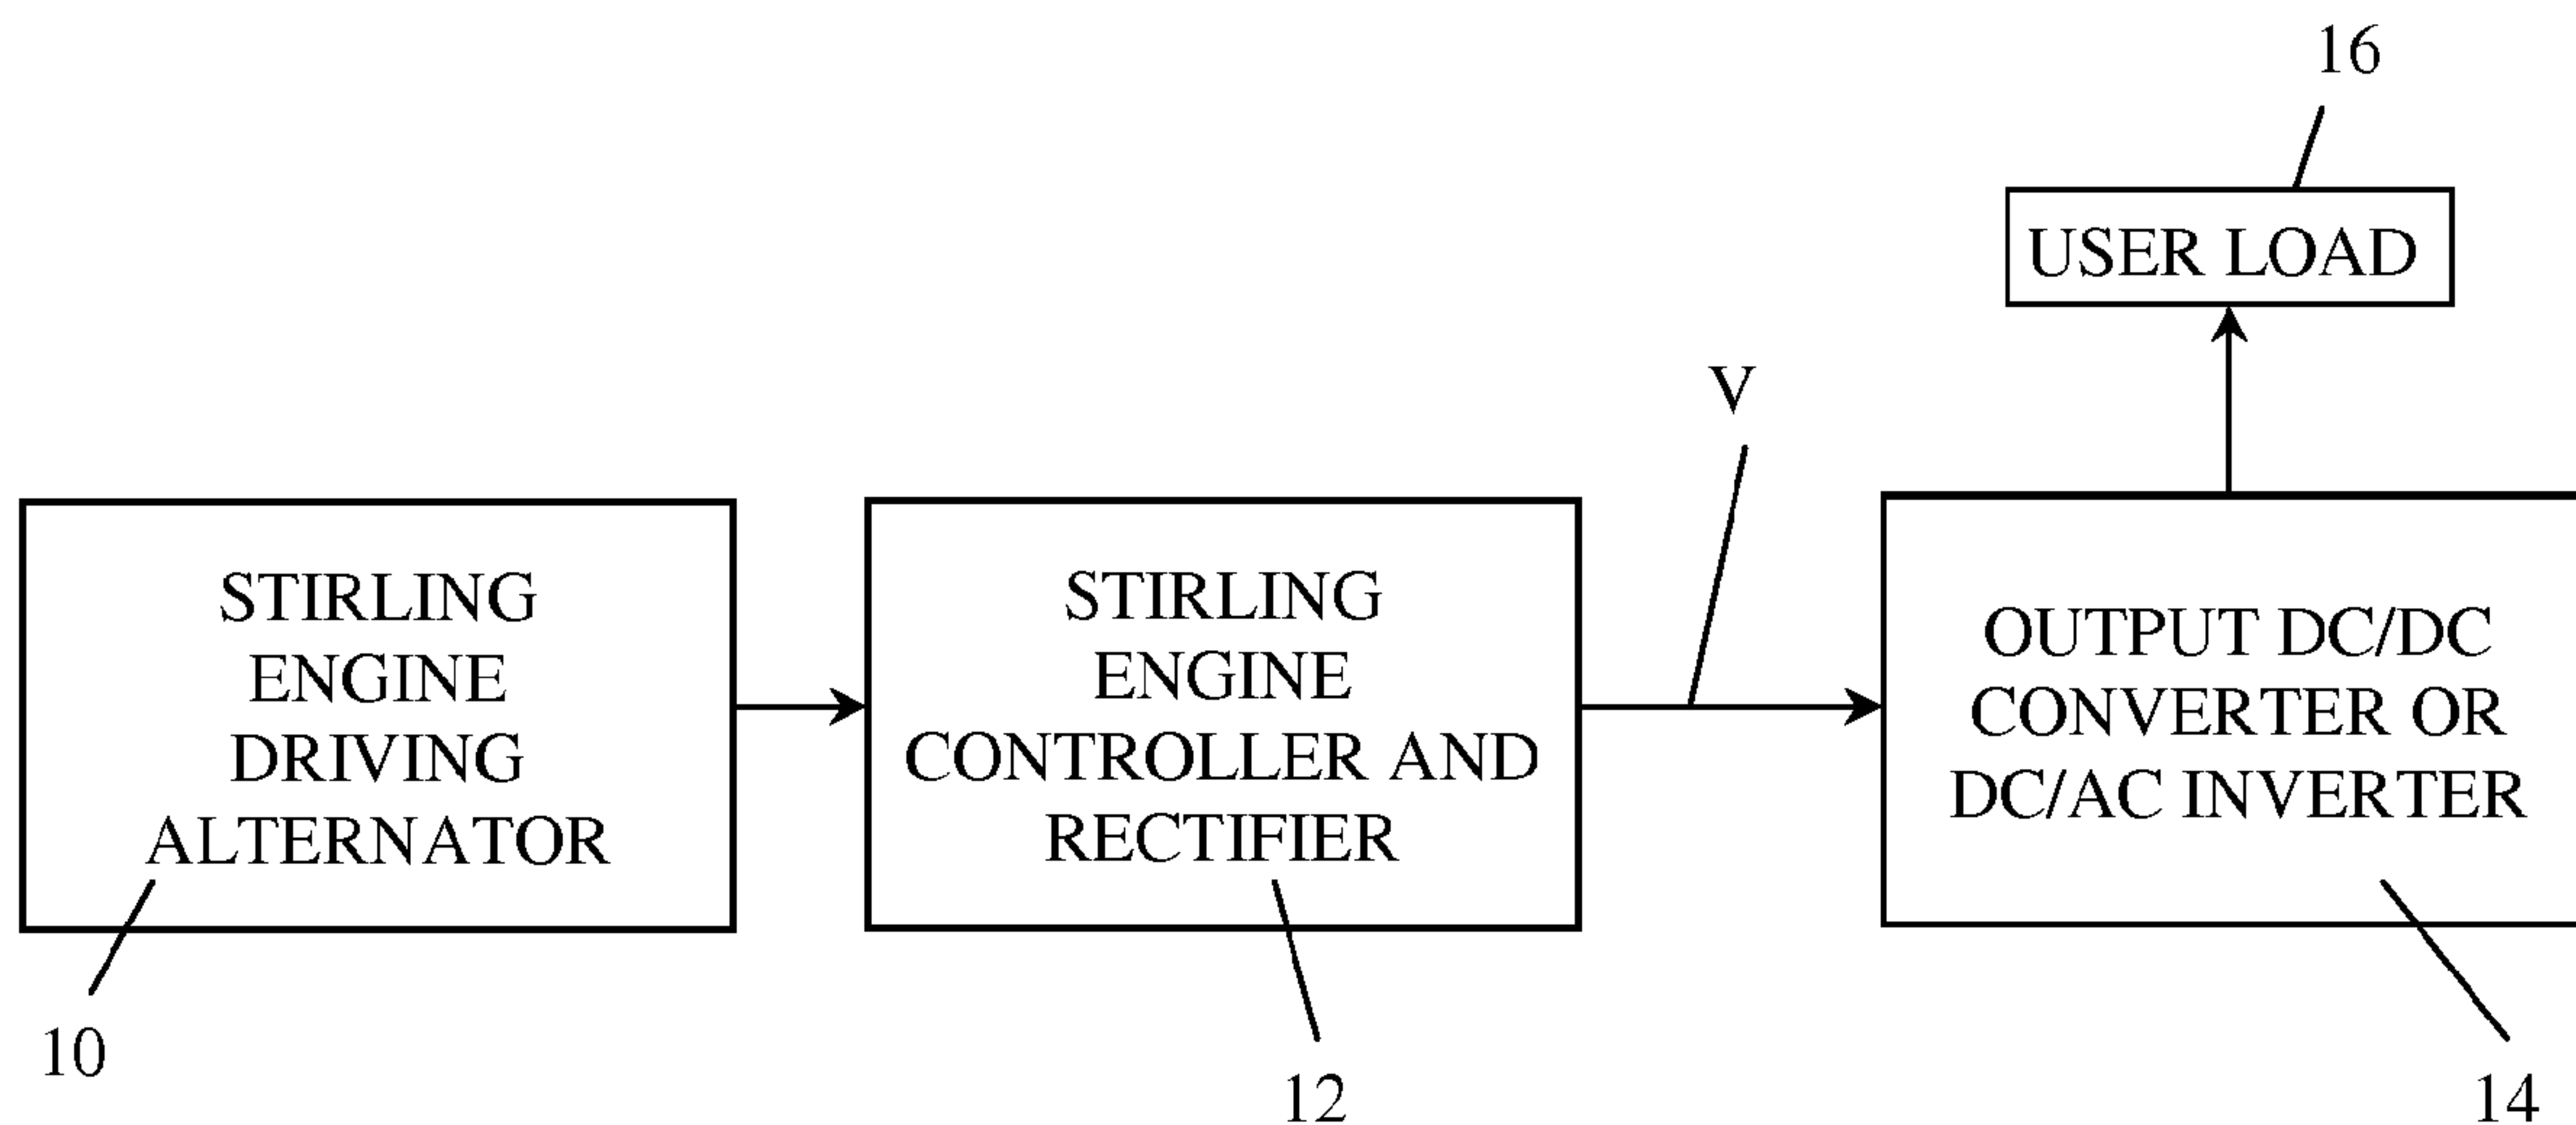 16
USER LOAD
V
STIRLING
ENGINE
DRIVING
ALTERNATOR
STIRLING
ENGINE
CONTROLLER AND
RECTIFIER
OUTPUT DC/DC
CONVERTER OR
DC/AC INVERTER
10
12
14